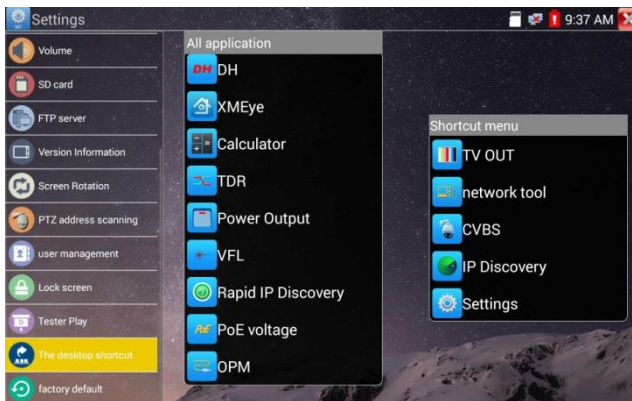 Settings
9:37 AM
Volume
SD card
FTP server
Version Information
Screen Rotation
PTZ address scanning
user management
Lock screen
Tester Play
The desktop shortcut
factory default
All application
DH DH
XMEye
Calculator
TDR
Power Output
VFL
Rapid IP Discovery
PoE PoE voltage
OPM
Shortcut menu
TV OUT
network tool
CVBS
IP Discovery
Settings